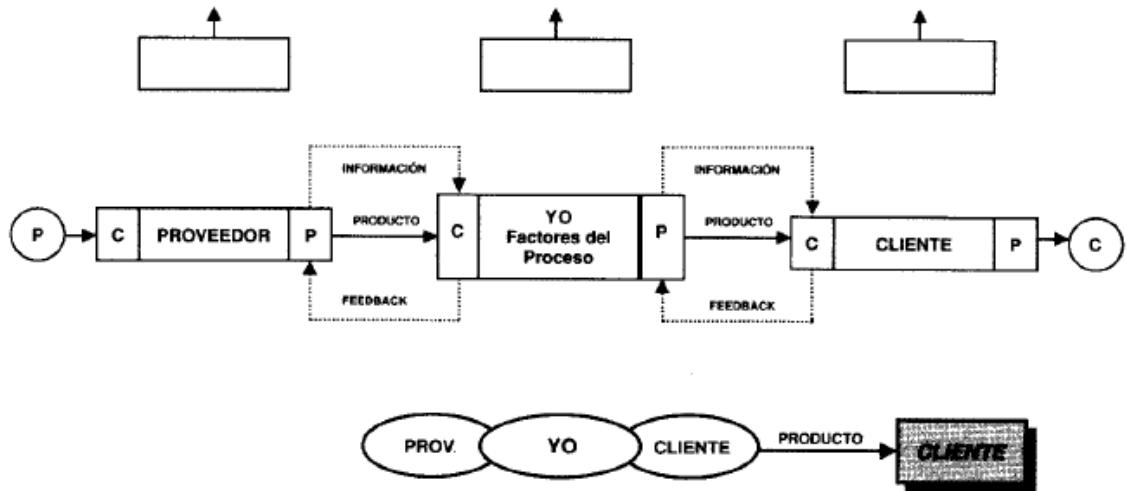 INFORMACIÓN
INFORMACIÓN
P
C
PROVEEDOR
P
PRODUCTO
C
YO
Factores del
Proceso
P
PRODUCTO
C
CLIENTE
P
C
FEEDBACK
FEEDBACK
PROV.
YO
CLIENTE
PRODUCTO
CLIENTE